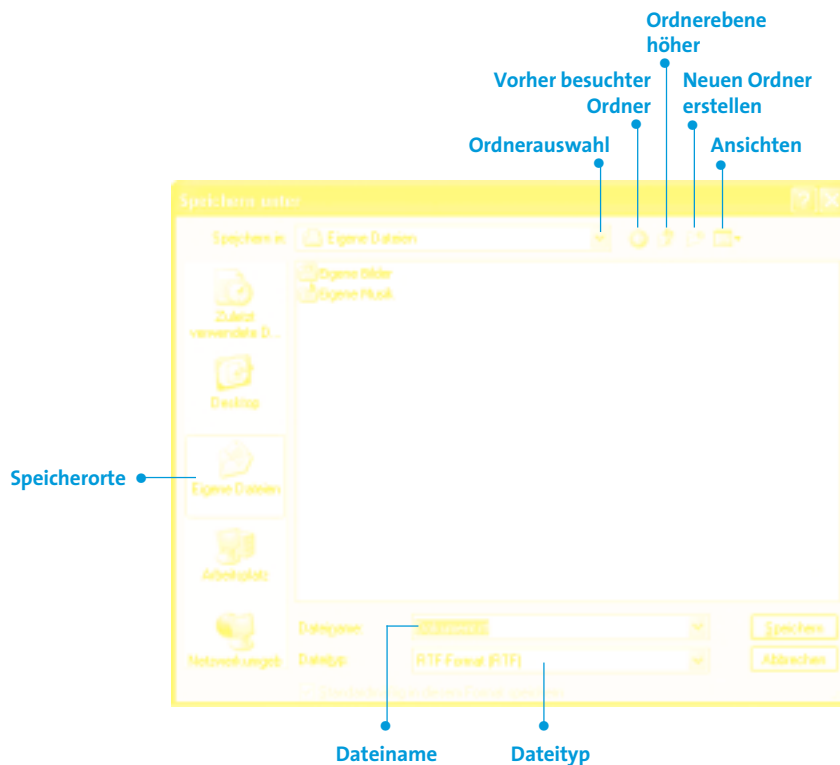 Ordnerebene
höher
Vorher besuchter
Ordner
Neuen Ordner
erstellen
Ordnerauswahl
Ansichten
Speichern unter
Speichern in:
Eigene Dateien
Eigene Bilder
Eigene Musik
Zuletzt
verwendete D...
Desktop
Speicherorte
Eigene Dateien
Arbeitsplatz
Dateiname:
Speichern
Netzwerkumgeb
Dateityp:
RTF Format (RTF)
Abbrechen
Dateiname
Dateityp